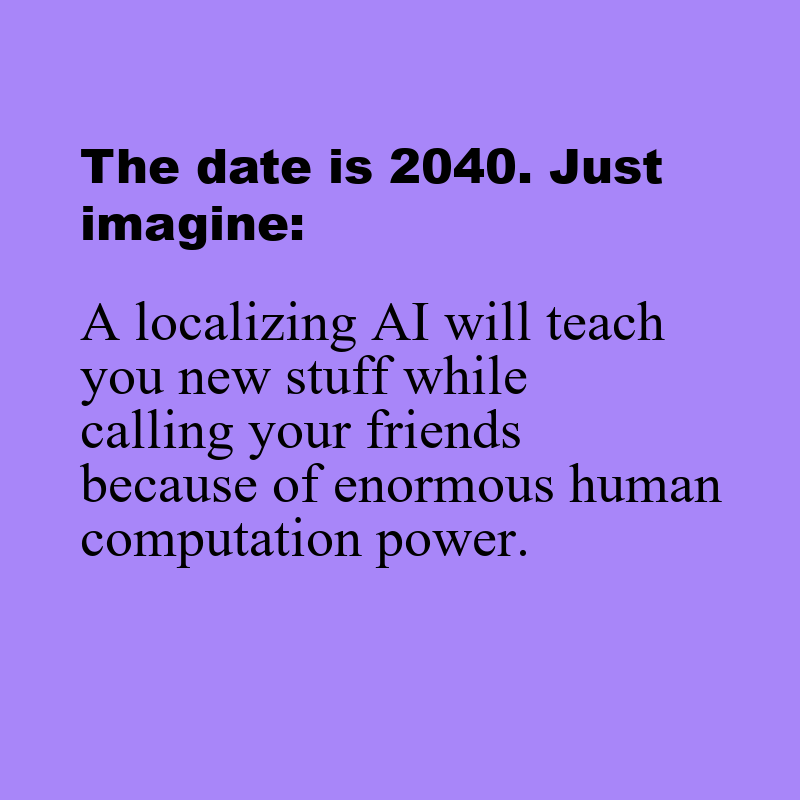 The date is 2040. Just
imagine:
A localizing AI will teach
you new stuff while
calling your friends
because of enormous human
computation power.